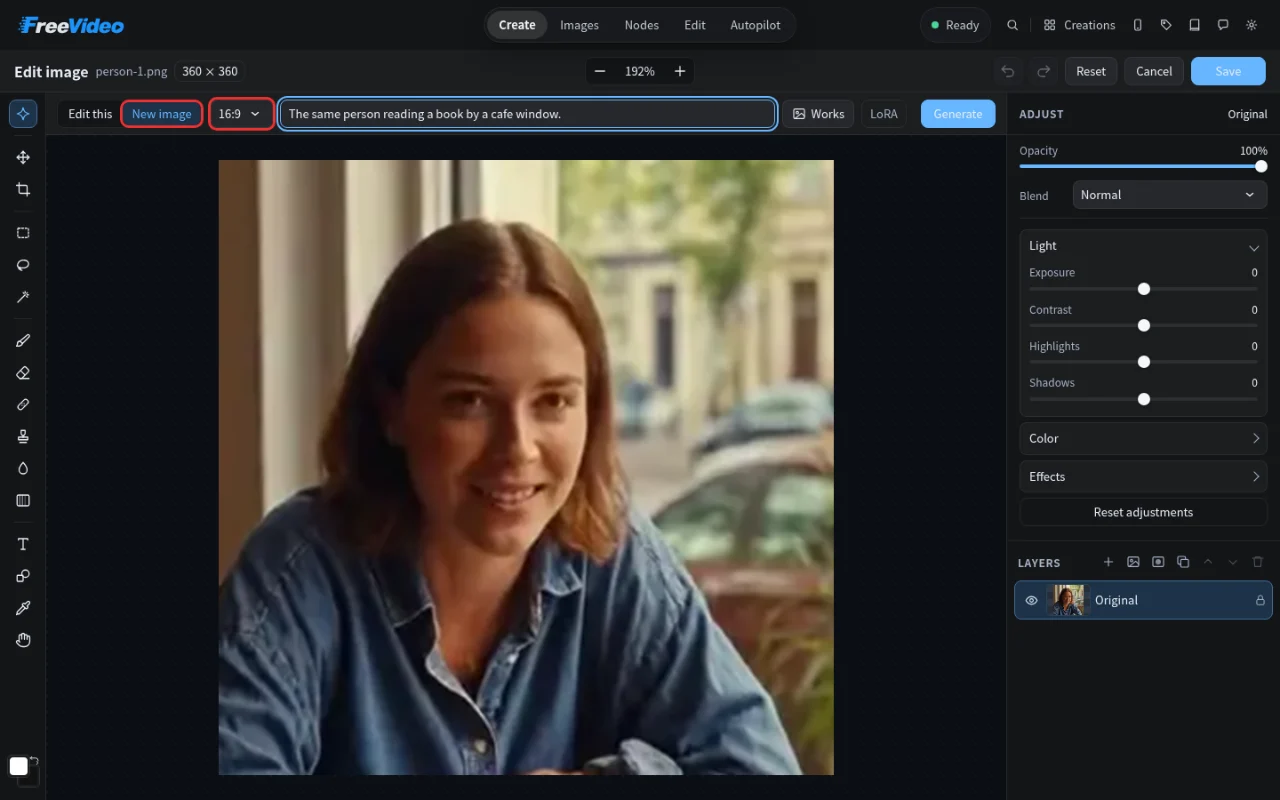 FreeVideo
Create
Images
Nodes
Edit
Autopilot
Ready
Creations
Edit image
person-1.png
360 × 360
192%
Reset
Cancel
Save
Edit this
New image
16:9
The same person reading a book by a cafe window.
Works
LoRA
Generate
ADJUST
Original
Opacity
100%
Blend
Normal
Light
Exposure
0
Contrast
0
Highlights
0
Shadows
0
Color
Effects
Reset adjustments
LAYERS
Original